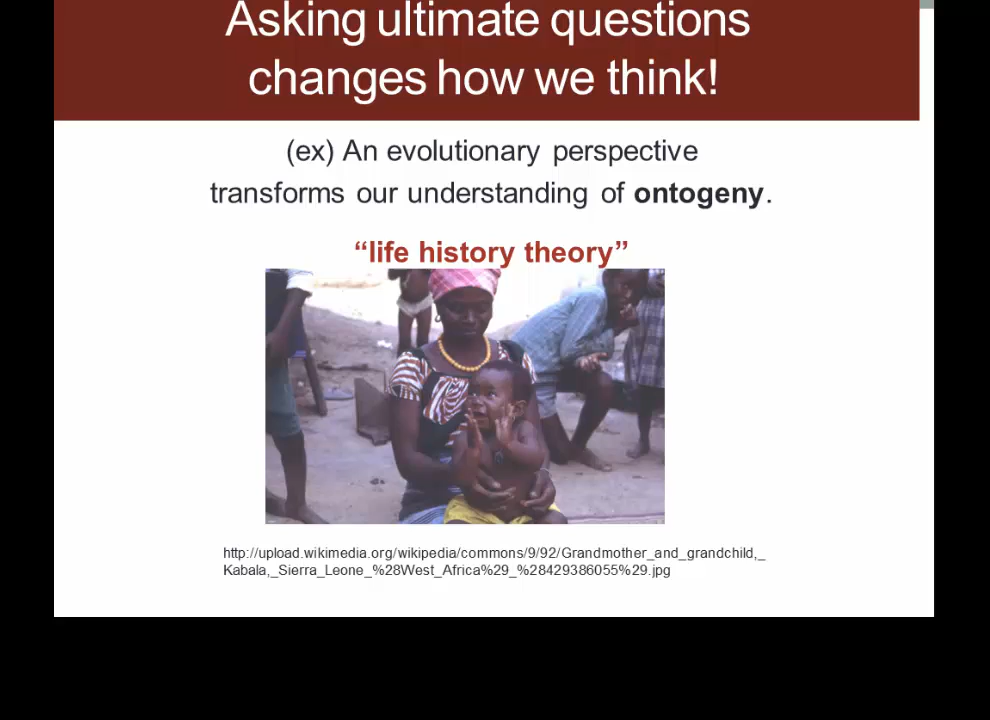 Asking ultimate questions
changes how we think!
(ex) An evolutionary perspective
transforms our understanding of ontogeny.
“life history theory”
http://upload.wikimedia.org/wikipedia/commons/9/92/Grandmother_and_grandchild,_
Kabala,_Sierra_Leone_%28West_Africa%29_%28429386055%29.jpg